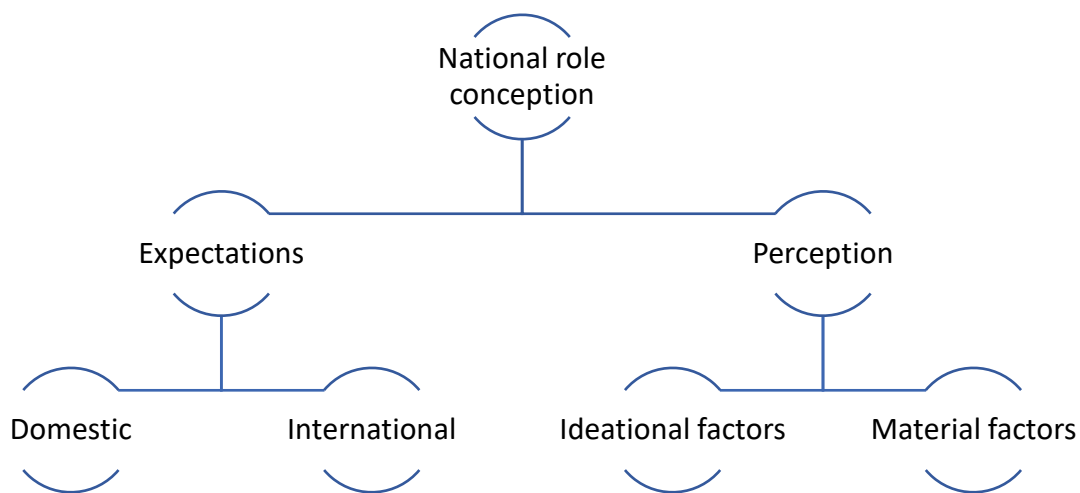 National role
conception
Expectations
Perception
Domestic
International
Ideational factors
Material factors